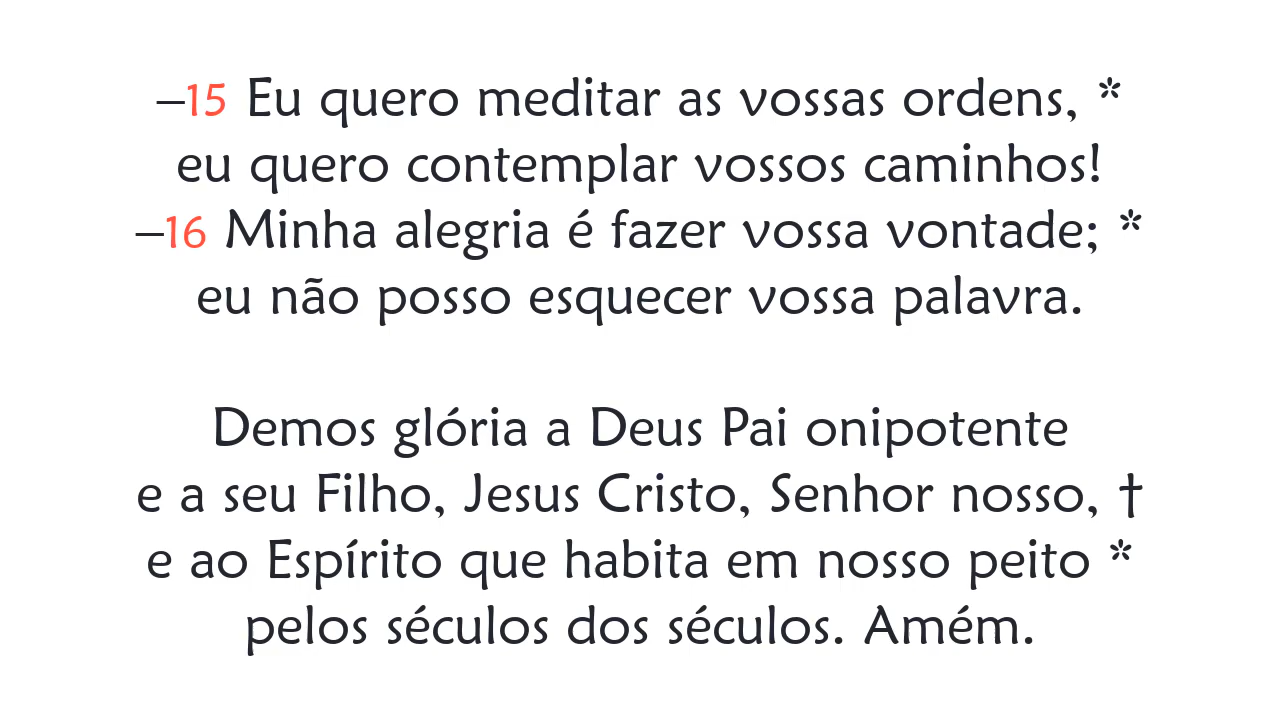 –15 Eu quero meditar as vossas ordens, *
eu quero contemplar vossos caminhos!
–16 Minha alegria é fazer vossa vontade; *
eu não posso esquecer vossa palavra.
Demos glória a Deus Pai onipotente
e a seu Filho, Jesus Cristo, Senhor nosso, †
e ao Espírito que habita em nosso peito *
pelos séculos dos séculos. Amém.